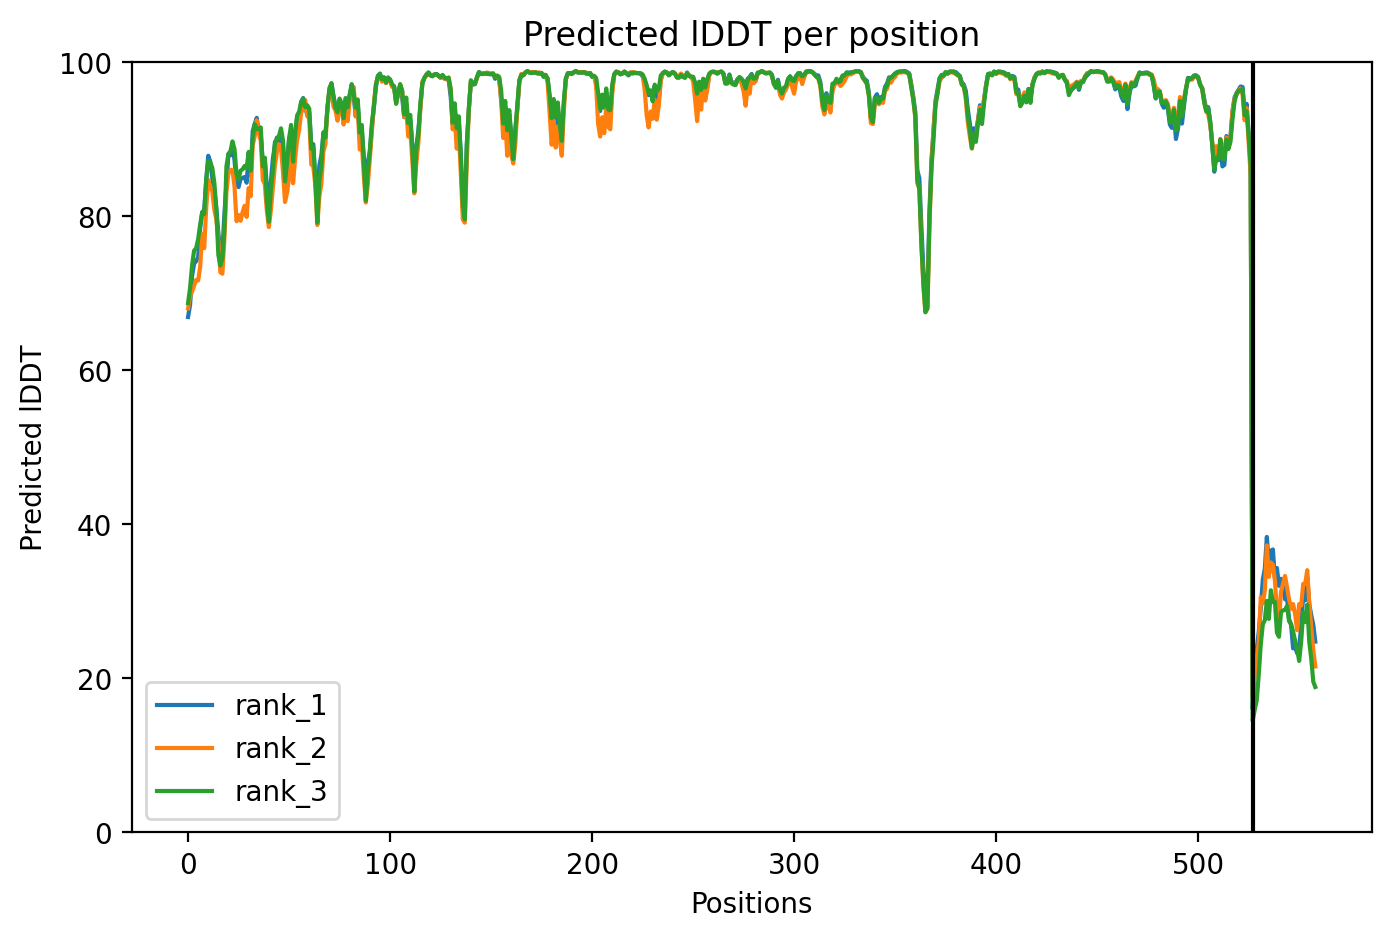 Predicted lDDT per position
Predicted lDDT
100
80
60
40
20
0
rank_1
rank_2
rank_3
0 100 200 300 400 500
Positions